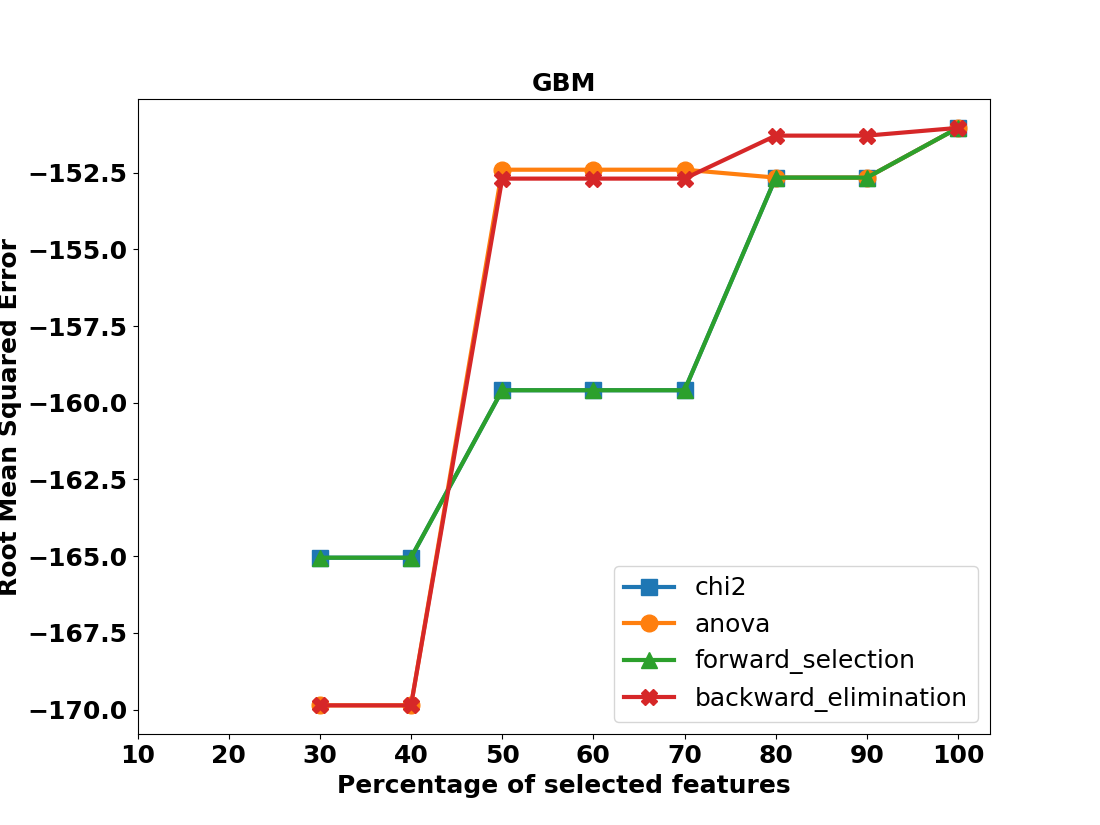 GBM
Root Mean Squared Error
−152.5
−155.0
−157.5
−160.0
−162.5
−165.0
−167.5
−170.0
chi2
anova
forward_selection
backward_elimination
10 20 30 40 50 60 70 80 90 100
Percentage of selected features